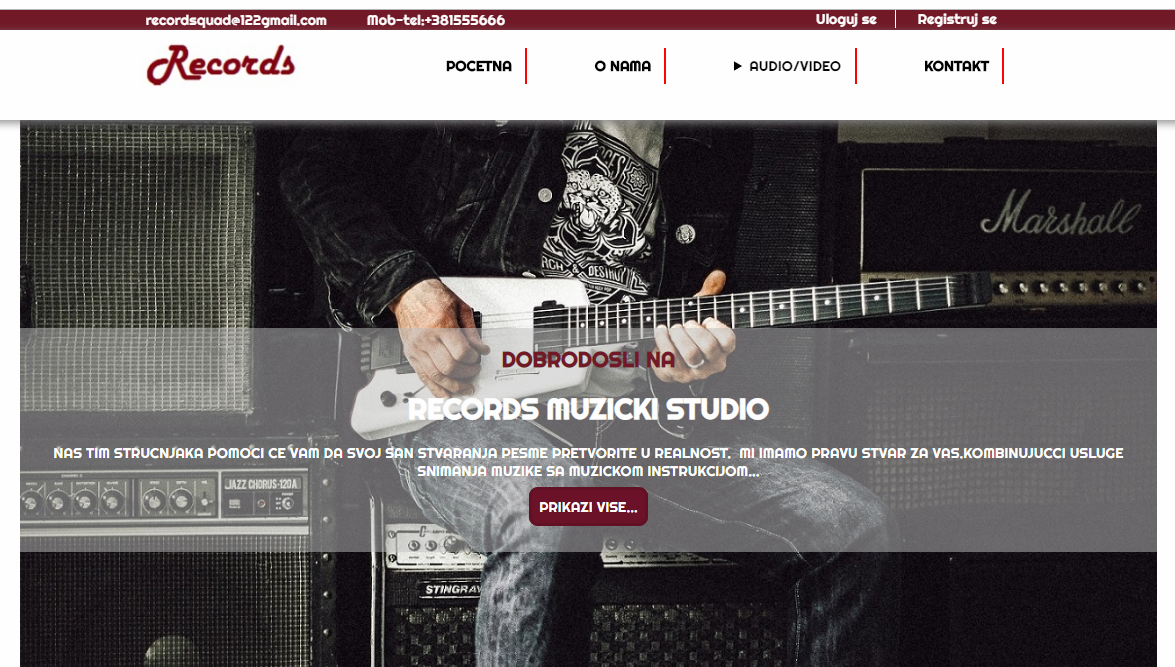 recordsquad@122gmail.com Mob-tel:+381555666 Uloguj se Registruj se
Records
POCETNA O NAMA ▶ AUDIO/VIDEO KONTAKT
Marshall
DESTROY
DOBRODOSLI NA
RECORDS MUZICKI STUDIO
NAS TIM STRUCNJAKA POMOCI CE VAM DA SVOJ SAN STVARANJA PESME PRETVORITE U REALNOST. MI IMAMO PRAVU STVAR ZA VAS,KOMBINUJUCCI USLUGE
SNIMANJA MUZIKE SA MUZICKOM INSTRUKCIJOM...
JAZZ CHORUS-120A
PRIKAZI VISE...
STINGRAY